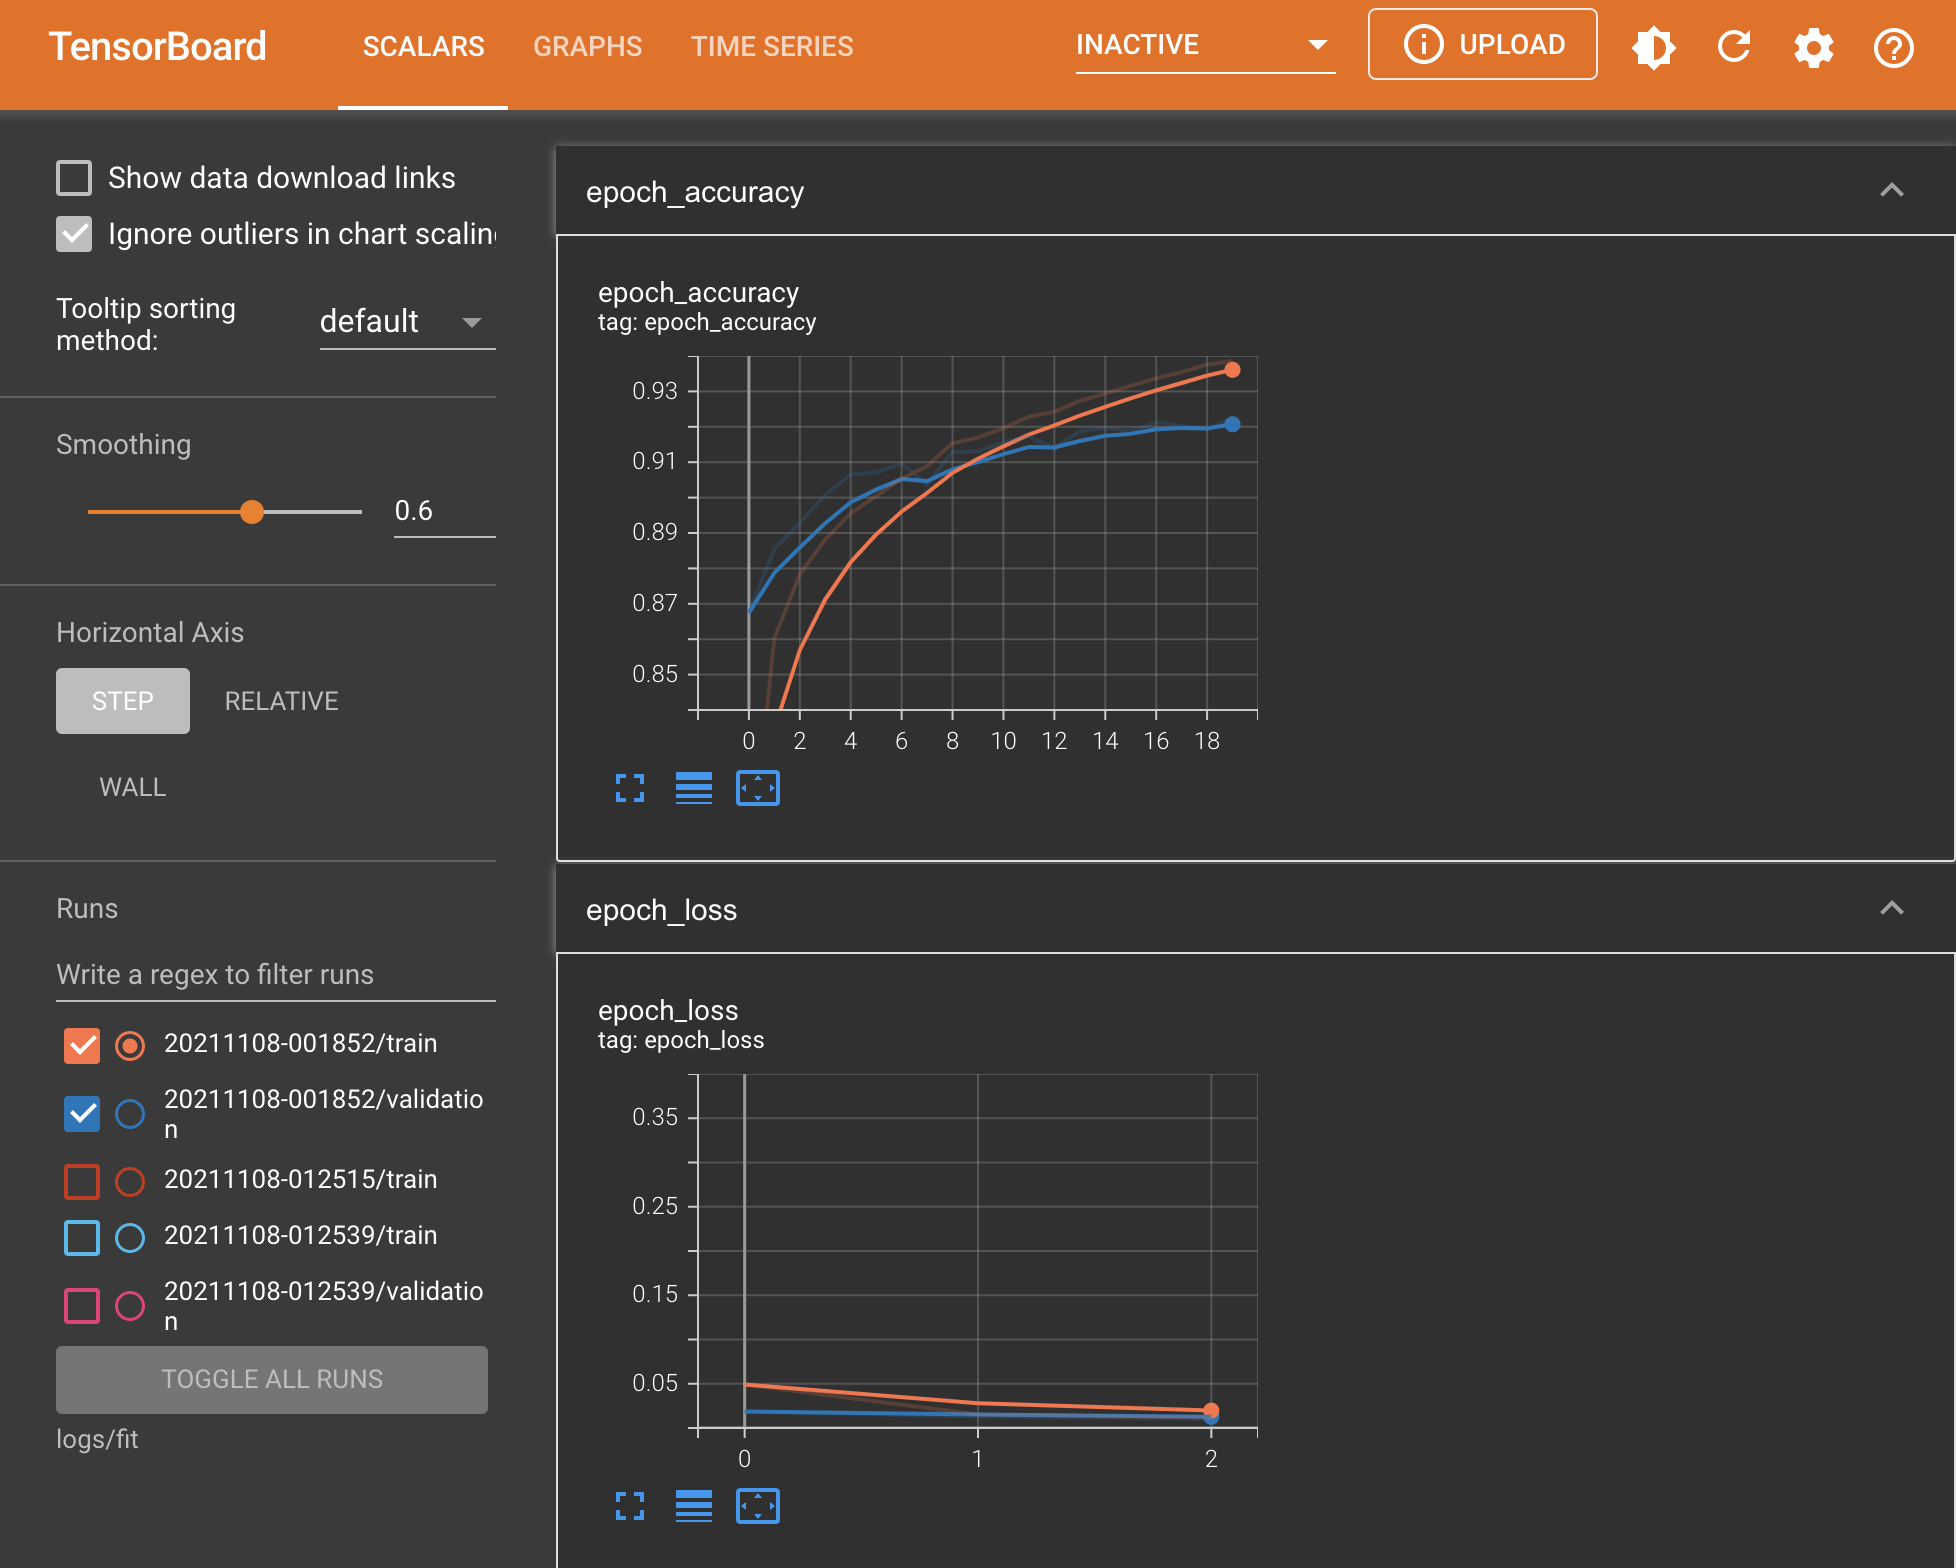 TensorBoard
SCALARS
GRAPHS
TIME SERIES
INACTIVE
UPLOAD
Show data download links
Ignore outliers in chart scaling
Tooltip sorting
method:
default
Smoothing
0.6
Horizontal Axis
STEP
RELATIVE
WALL
Runs
Write a regex to filter runs
20211108-001852/train
20211108-001852/validatio
n
20211108-012515/train
20211108-012539/train
20211108-012539/validatio
n
TOGGLE ALL RUNS
logs/fit
epoch_accuracy
epoch_accuracy
tag: epoch_accuracy
0.93
0.91
0.89
0.87
0.85
0 2 4 6 8 10 12 14 16 18
epoch_loss
epoch_loss
tag: epoch_loss
0.35
0.25
0.15
0.05
0 1 2